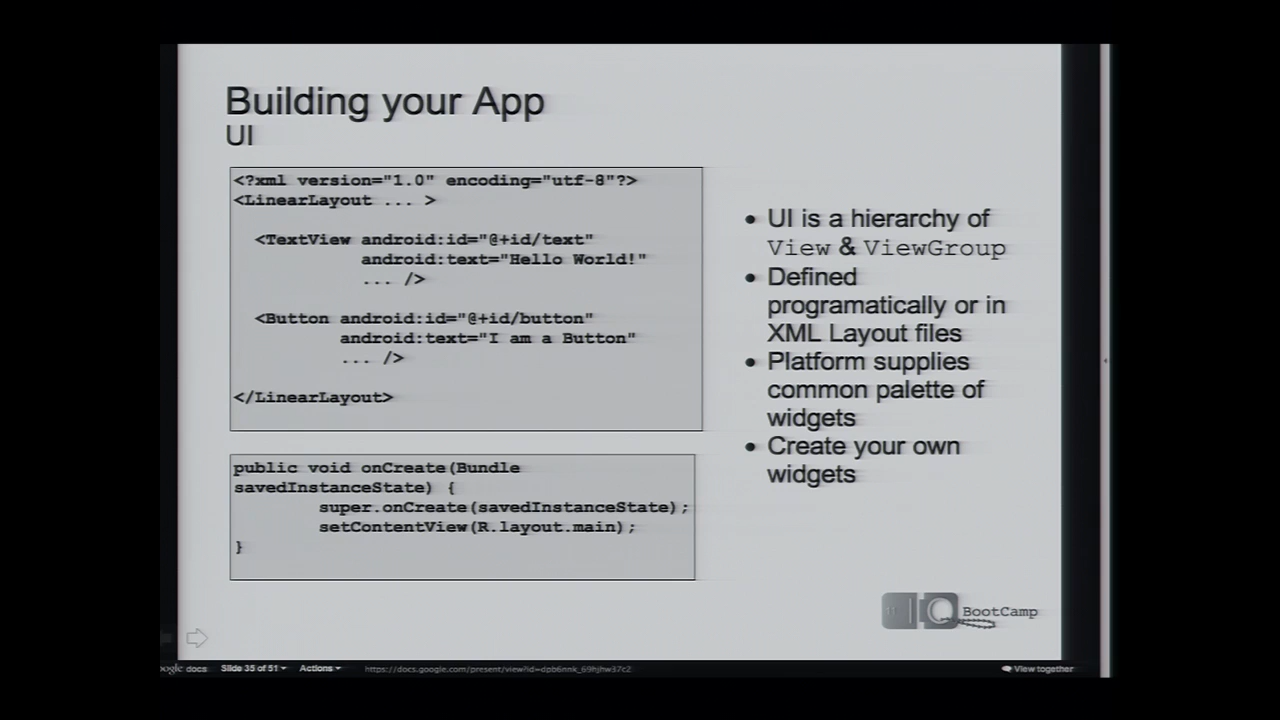 Building your App
UI
<?xml version="1.0" encoding="utf-8"?>
<LinearLayout ... >
<TextView android:id="@+id/text"
android:text="Hello World!"
... />
<Button android:id="@+id/button"
android:text="I am a Button"
... />
</LinearLayout>
public void onCreate(Bundle
savedInstanceState) {
super.onCreate(savedInstanceState);
setContentView(R.layout.main);
}
• UI is a hierarchy of
View & ViewGroup
• Defined
programatically or in
XML Layout files
• Platform supplies
common palette of
widgets
• Create your own
widgets
BootCamp
docs Slide 35 of 51 Actions
View together